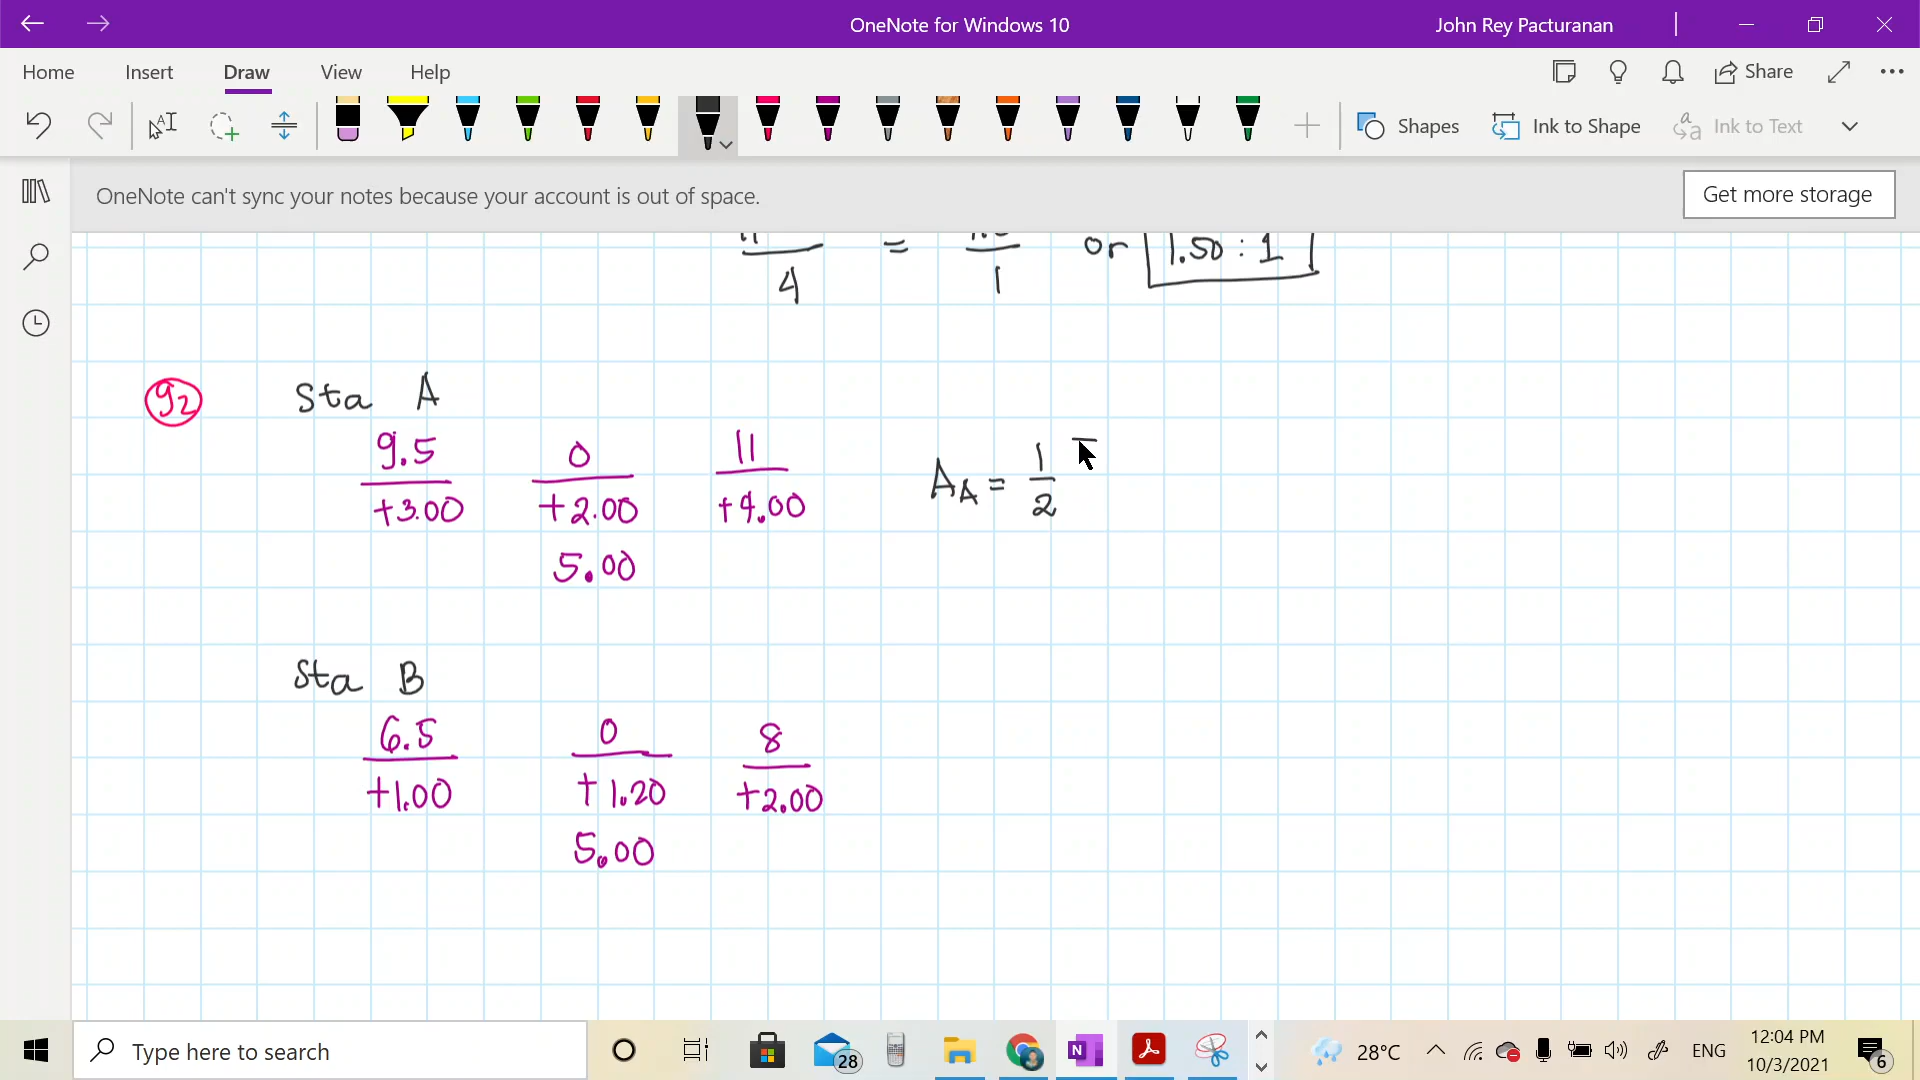 OneNote for Windows 10
John Rey Pacturanan
Home Insert Draw View Help
Share
Shapes Ink to Shape Ink to Text
OneNote can't sync your notes because your account is out of space.
Get more storage
4 = 1 or 1.50 : 1
92 Sta A
9.5 0 11
+3.00 +2.00 +4.00
5.00
A_A = 1/2
Sta B
6.5 0 8
+1.00 +1.20 +2.00
5.00
Type here to search
28
28°C
ENG
12:04 PM
10/3/2021
6